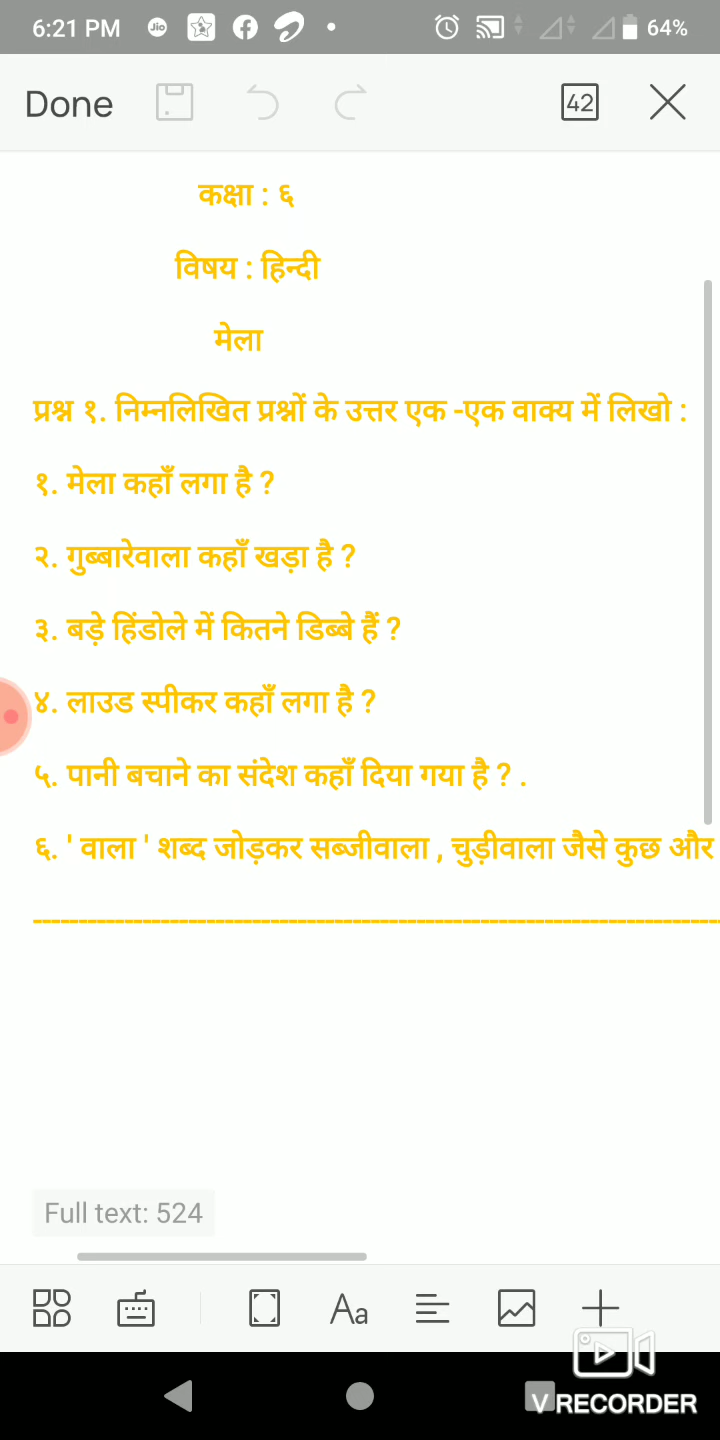 6:21 PM Jio 64%
Done 42
कक्षा : ६
विषय : हिन्दी
मेला
प्रश्न १. निम्नलिखित प्रश्नों के उत्तर एक -एक वाक्य में लिखो :
१. मेला कहाँ लगा है ?
२. गुब्बारेवाला कहाँ खड़ा है ?
३. बड़े हिंडोले में कितने डिब्बे हैं ?
४. लाउड स्पीकर कहाँ लगा है ?
५. पानी बचाने का संदेश कहाँ दिया गया है ? .
६. ' वाला ' शब्द जोड़कर सब्जीवाला , चुड़ीवाला जैसे कुछ और
Full text: 524
Aa
V RECORDER